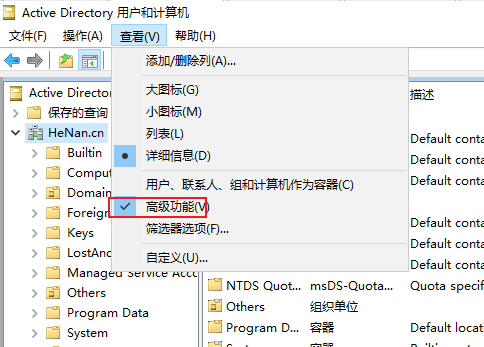 Active Directory 用户和计算机
文件(F) 操作(A) 查看(V) 帮助(H)
添加/删除列(A)...
大图标(G)
小图标(M)
列表(L)
详细信息(D)
用户、联系人、组和计算机作为容器(C)
高级功能(V)
筛选器选项(F)...
自定义(U)...
Active Directory
保存的查询
HeNan.cn
Builtin
Comput
Domain
Foreign
Keys
LostAnd
Managed Service Acco
Others
Program Data
System
描述
Default conta
Default conta
Default conta
Default conta
Default conta
NTDS Quot... msDS-Quota... Quota specif
Others 组织单位
Program D... 容器 Default locat